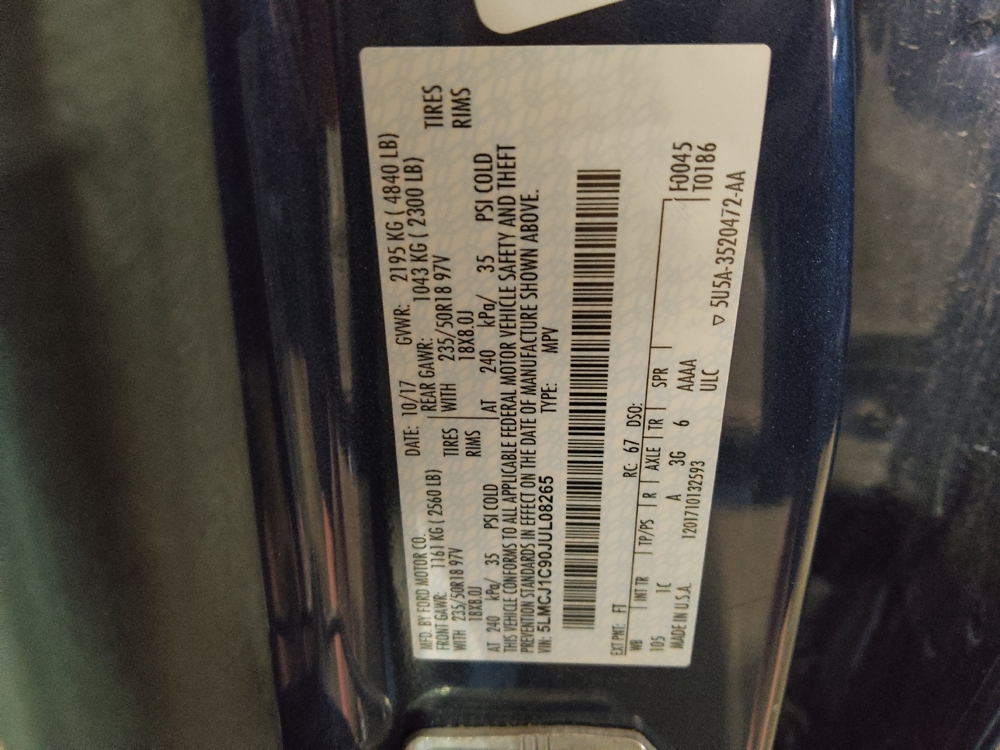 MFD. BY FORD MOTOR CO. DATE: 10/17 GVWR: 2195 KG ( 4840 LB)
FRONT GAWR: 1161 KG ( 2560 LB) REAR GAWR: 1043 KG ( 2300 LB)
WITH 235/50R18 97V TIRES WITH 235/50R18 97V TIRES
18X8.0J RIMS 18X8.0J RIMS
AT 240 kPa/ 35 PSI COLD AT 240 kPa/ 35 PSI COLD
THIS VEHICLE CONFORMS TO ALL APPLICABLE FEDERAL MOTOR VEHICLE SAFETY AND THEFT
PREVENTION STANDARDS IN EFFECT ON THE DATE OF MANUFACTURE SHOWN ABOVE.
VIN: 5LMCJ1C90JUL08265 TYPE: MPV
EXT PNT: FT RC: 67 DSO:
WB INT TR TP/PS R AXLE TR SPR F0045
105 1C A 3G 6 AAAA T0186
MADE IN U.S.A. 1201710132593 ULC
▽ 5U5A-3520472-AA